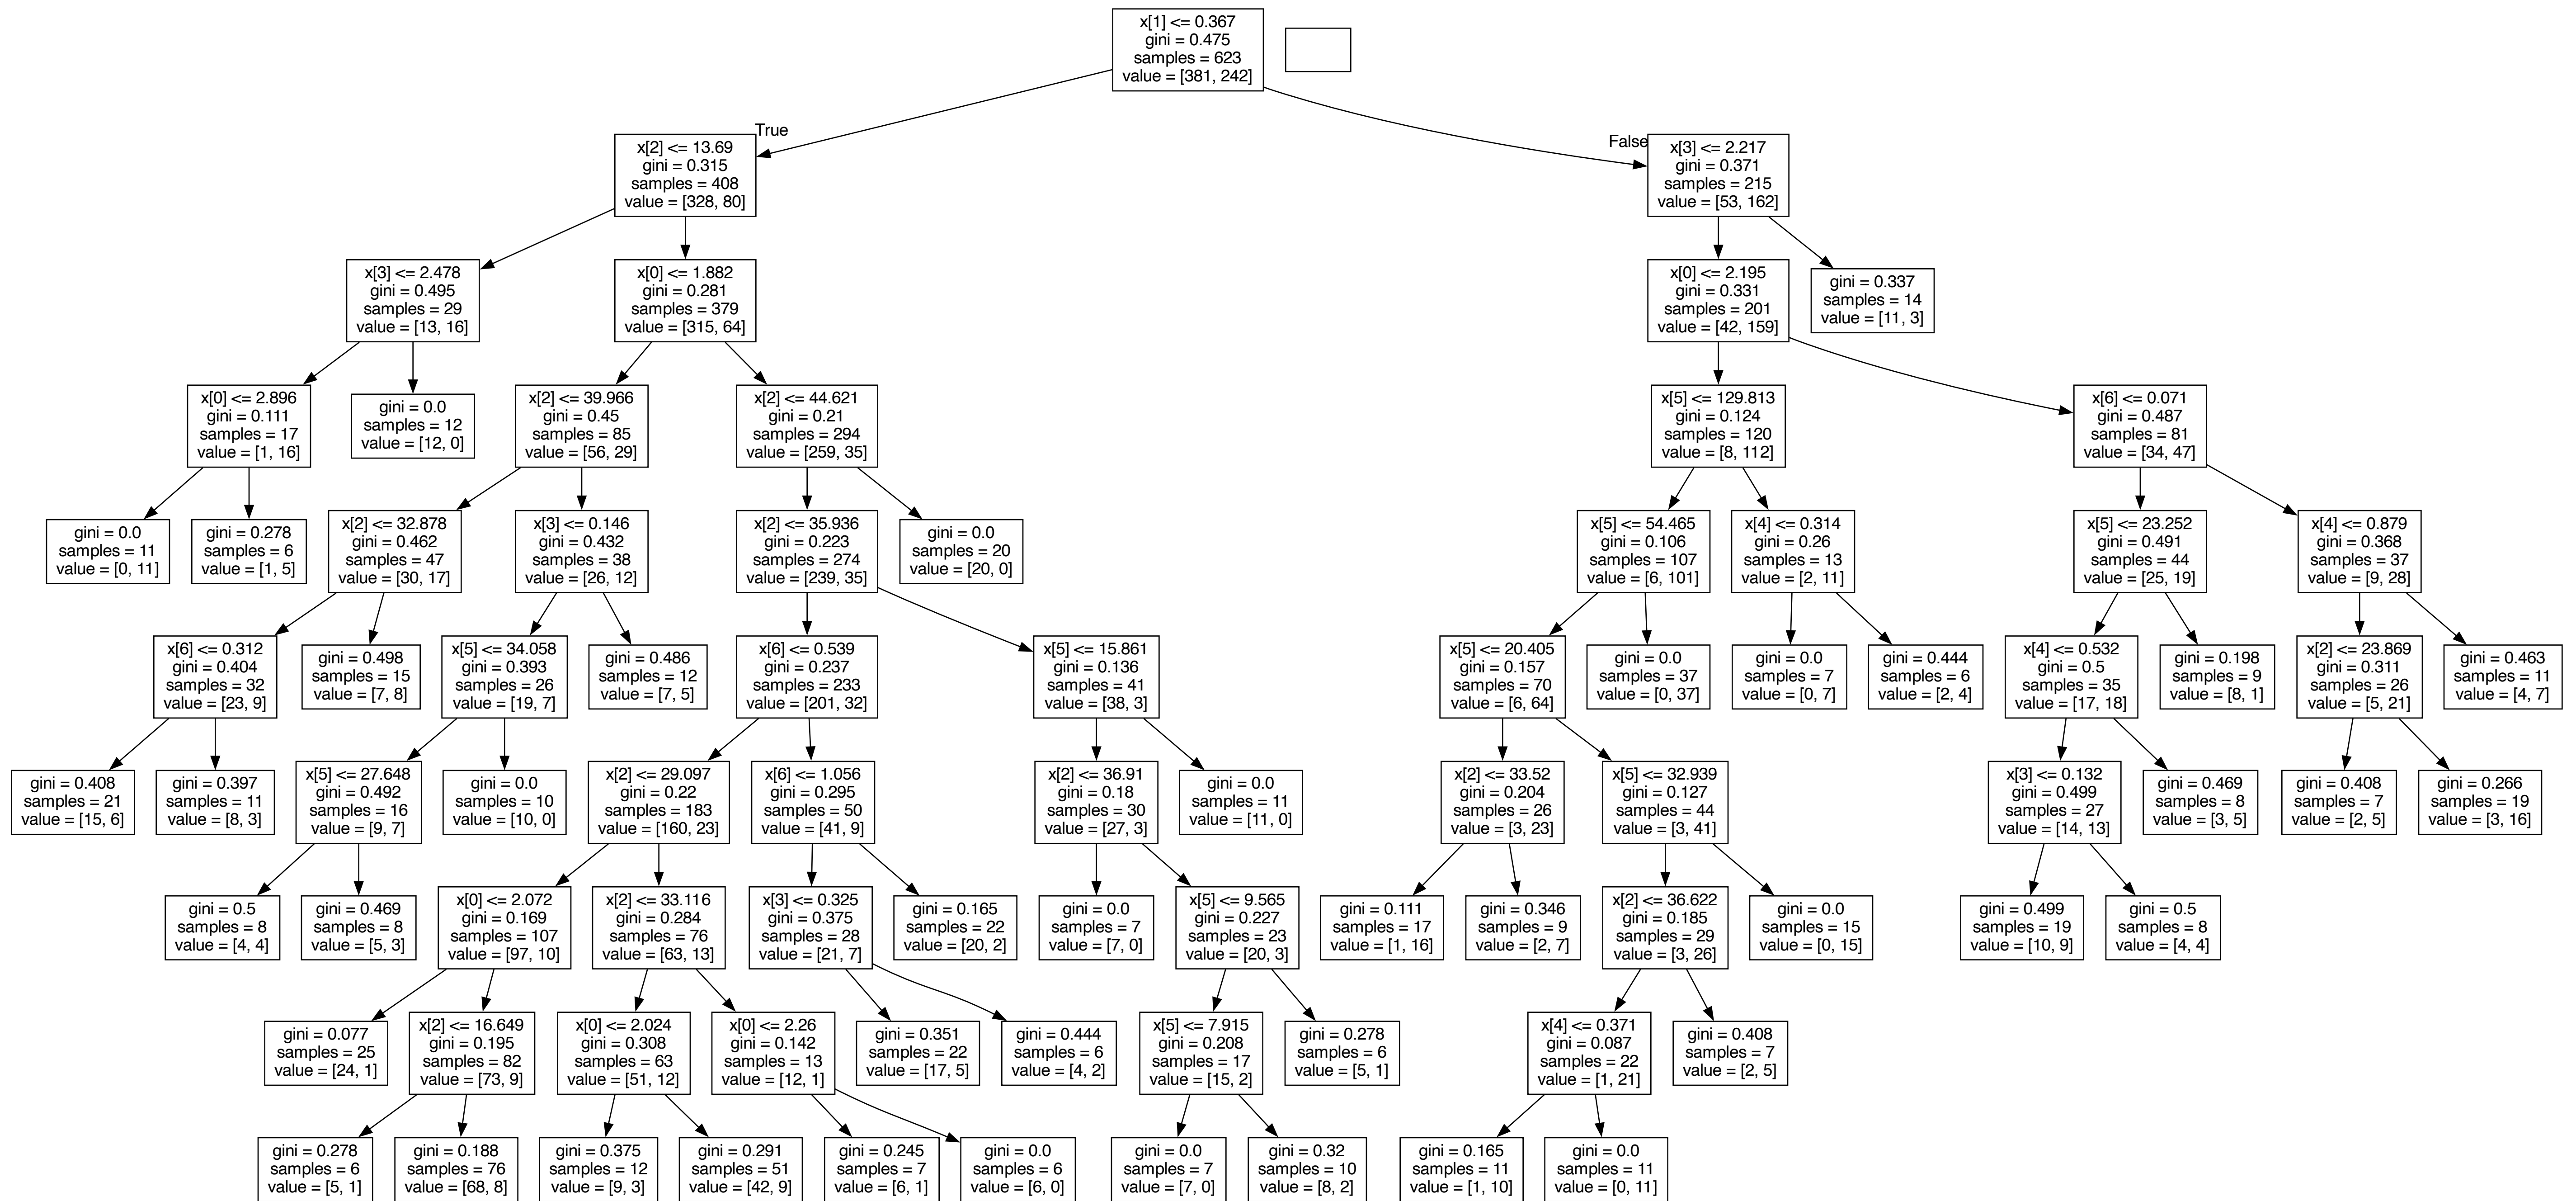 x[1] <= 0.367
gini = 0.475
samples = 623
value = [381, 242]
True
False
x[2] <= 13.69
gini = 0.315
samples = 408
value = [328, 80]
x[3] <= 2.217
gini = 0.371
samples = 215
value = [53, 162]
x[3] <= 2.478
gini = 0.495
samples = 29
value = [13, 16]
x[0] <= 1.882
gini = 0.281
samples = 379
value = [315, 64]
x[0] <= 2.195
gini = 0.331
samples = 201
value = [42, 159]
gini = 0.337
samples = 14
value = [11, 3]
x[0] <= 2.896
gini = 0.111
samples = 17
value = [1, 16]
gini = 0.0
samples = 12
value = [12, 0]
x[2] <= 39.966
gini = 0.45
samples = 85
value = [56, 29]
x[2] <= 44.621
gini = 0.21
samples = 294
value = [259, 35]
x[5] <= 129.813
gini = 0.124
samples = 120
value = [8, 112]
x[6] <= 0.071
gini = 0.487
samples = 81
value = [34, 47]
gini = 0.0
samples = 11
value = [0, 11]
gini = 0.278
samples = 6
value = [1, 5]
x[2] <= 32.878
gini = 0.462
samples = 47
value = [30, 17]
x[3] <= 0.146
gini = 0.432
samples = 38
value = [26, 12]
x[2] <= 35.936
gini = 0.223
samples = 274
value = [239, 35]
gini = 0.0
samples = 20
value = [20, 0]
x[5] <= 54.465
gini = 0.106
samples = 107
value = [6, 101]
x[4] <= 0.314
gini = 0.26
samples = 13
value = [2, 11]
x[5] <= 23.252
gini = 0.491
samples = 44
value = [25, 19]
x[4] <= 0.879
gini = 0.368
samples = 37
value = [9, 28]
x[6] <= 0.312
gini = 0.404
samples = 32
value = [23, 9]
gini = 0.498
samples = 15
value = [7, 8]
x[5] <= 34.058
gini = 0.393
samples = 26
value = [19, 7]
gini = 0.486
samples = 12
value = [7, 5]
x[6] <= 0.539
gini = 0.237
samples = 233
value = [201, 32]
x[5] <= 15.861
gini = 0.136
samples = 41
value = [38, 3]
x[5] <= 20.405
gini = 0.157
samples = 70
value = [6, 64]
gini = 0.0
samples = 37
value = [0, 37]
gini = 0.0
samples = 7
value = [0, 7]
gini = 0.444
samples = 6
value = [2, 4]
x[4] <= 0.532
gini = 0.5
samples = 35
value = [17, 18]
gini = 0.198
samples = 9
value = [8, 1]
x[2] <= 23.869
gini = 0.311
samples = 26
value = [5, 21]
gini = 0.463
samples = 11
value = [4, 7]
gini = 0.408
samples = 21
value = [15, 6]
gini = 0.397
samples = 11
value = [8, 3]
x[5] <= 27.648
gini = 0.492
samples = 16
value = [9, 7]
gini = 0.0
samples = 10
value = [10, 0]
x[2] <= 29.097
gini = 0.22
samples = 183
value = [160, 23]
x[6] <= 1.056
gini = 0.295
samples = 50
value = [41, 9]
x[2] <= 36.91
gini = 0.18
samples = 30
value = [27, 3]
gini = 0.0
samples = 11
value = [11, 0]
x[2] <= 33.52
gini = 0.204
samples = 26
value = [3, 23]
x[5] <= 32.939
gini = 0.127
samples = 44
value = [3, 41]
x[3] <= 0.132
gini = 0.499
samples = 27
value = [14, 13]
gini = 0.469
samples = 8
value = [3, 5]
gini = 0.408
samples = 7
value = [2, 5]
gini = 0.266
samples = 19
value = [3, 16]
gini = 0.5
samples = 8
value = [4, 4]
gini = 0.469
samples = 8
value = [5, 3]
x[0] <= 2.072
gini = 0.169
samples = 107
value = [97, 10]
x[2] <= 33.116
gini = 0.284
samples = 76
value = [63, 13]
x[3] <= 0.325
gini = 0.375
samples = 28
value = [21, 7]
gini = 0.165
samples = 22
value = [20, 2]
gini = 0.0
samples = 7
value = [7, 0]
x[5] <= 9.565
gini = 0.227
samples = 23
value = [20, 3]
gini = 0.111
samples = 17
value = [1, 16]
gini = 0.346
samples = 9
value = [2, 7]
x[2] <= 36.622
gini = 0.185
samples = 29
value = [3, 26]
gini = 0.0
samples = 15
value = [0, 15]
gini = 0.499
samples = 19
value = [10, 9]
gini = 0.5
samples = 8
value = [4, 4]
gini = 0.077
samples = 25
value = [24, 1]
x[2] <= 16.649
gini = 0.195
samples = 82
value = [73, 9]
x[0] <= 2.024
gini = 0.308
samples = 63
value = [51, 12]
x[0] <= 2.26
gini = 0.142
samples = 13
value = [12, 1]
gini = 0.351
samples = 22
value = [17, 5]
gini = 0.444
samples = 6
value = [4, 2]
x[5] <= 7.915
gini = 0.208
samples = 17
value = [15, 2]
gini = 0.278
samples = 6
value = [5, 1]
x[4] <= 0.371
gini = 0.087
samples = 22
value = [1, 21]
gini = 0.408
samples = 7
value = [2, 5]
gini = 0.278
samples = 6
value = [5, 1]
gini = 0.188
samples = 76
value = [68, 8]
gini = 0.375
samples = 12
value = [9, 3]
gini = 0.291
samples = 51
value = [42, 9]
gini = 0.245
samples = 7
value = [6, 1]
gini = 0.0
samples = 6
value = [6, 0]
gini = 0.0
samples = 7
value = [7, 0]
gini = 0.32
samples = 10
value = [8, 2]
gini = 0.165
samples = 11
value = [1, 10]
gini = 0.0
samples = 11
value = [0, 11]